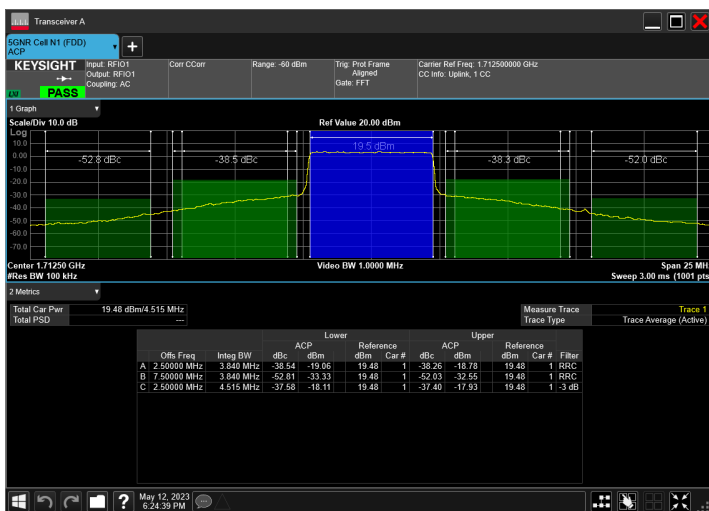 Transceiver A
5GNR Cell N1 (FDD)
ACP
KEYSIGHT
LXI
PASS
Input: RFIO1
Output: RFIO1
Coupling: AC
Corr CCorr
Range: -60 dBm
Trig: Prot Frame
Aligned
Gate: FFT
Carrier Ref Freq: 1.712500000 GHz
CC Info: Uplink, 1 CC
1 Graph
Scale/Div 10.0 dB
Ref Value 20.00 dBm
Log
10.0
0.00
-10.0
-20.0
-30.0
-40.0
-50.0
-60.0
-70.0
-52.8 dBc
-38.5 dBc
19.5 dBm
-38.3 dBc
-52.0 dBc
Center 1.71250 GHz
Video BW 1.0000 MHz
Span 25 MH
#Res BW 100 kHz
Sweep 3.00 ms (1001 pts
2 Metrics
Total Car Pwr 19.48 dBm/4.515 MHz
Total PSD ---
Measure Trace Trace 1
Trace Type Trace Average (Active)
Lower Upper
ACP Reference ACP Reference
Offs Freq Integ BW dBc dBm dBm Car # dBc dBm dBm Car # Filter
A 2.50000 MHz 3.840 MHz -38.54 -19.06 19.48 1 -38.26 -18.78 19.48 1 RRC
B 7.50000 MHz 3.840 MHz -52.81 -33.33 19.48 1 -52.03 -32.55 19.48 1 RRC
C 2.50000 MHz 4.515 MHz -37.58 -18.11 19.48 1 -37.40 -17.93 19.48 1 -3 dB
May 12, 2023
6:24:39 PM